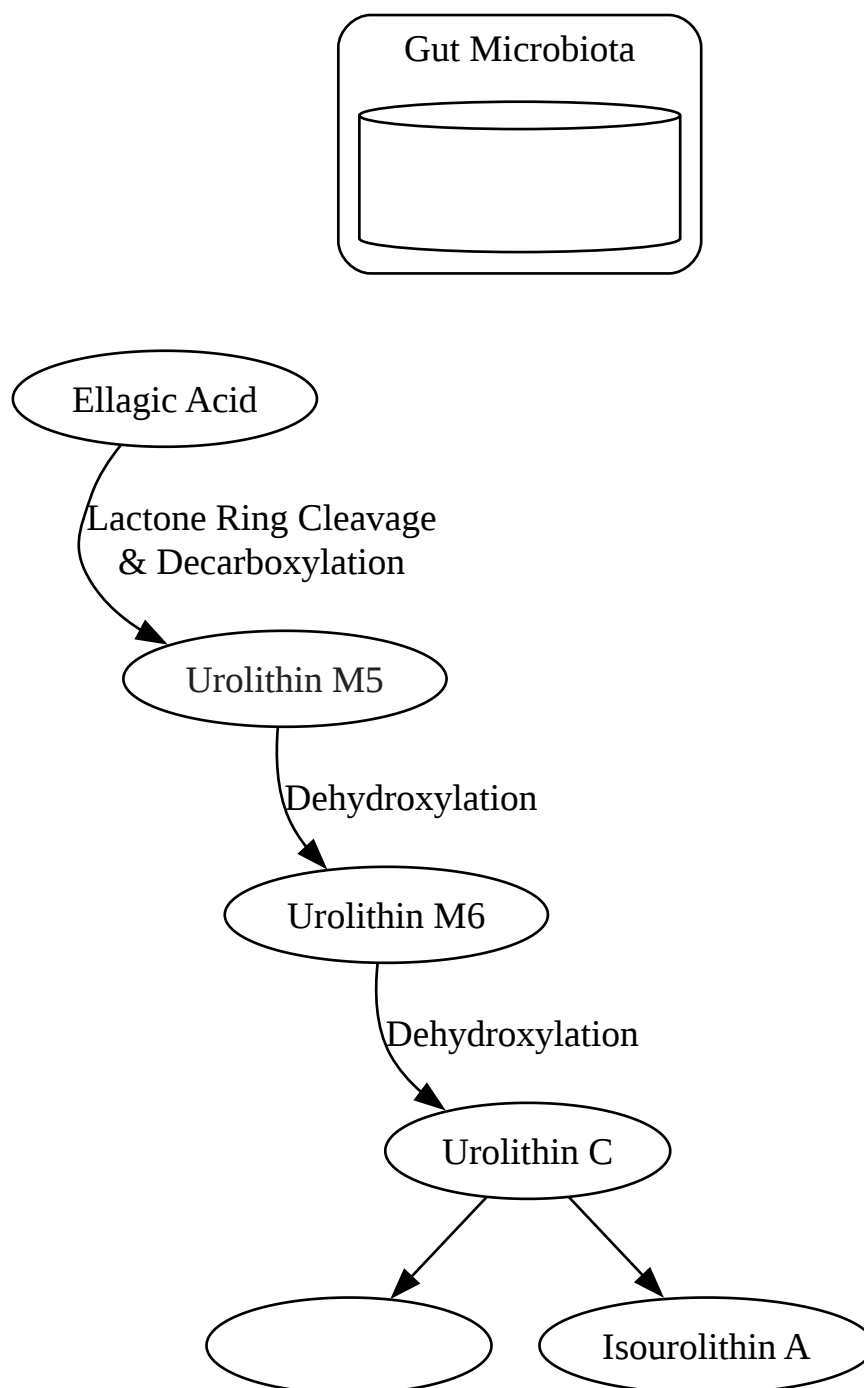 Gut Microbiota
Ellagic Acid
Lactone Ring Cleavage
& Decarboxylation
Urolithin M5
Dehydroxylation
Urolithin M6
Dehydroxylation
Urolithin C
Isourolithin A